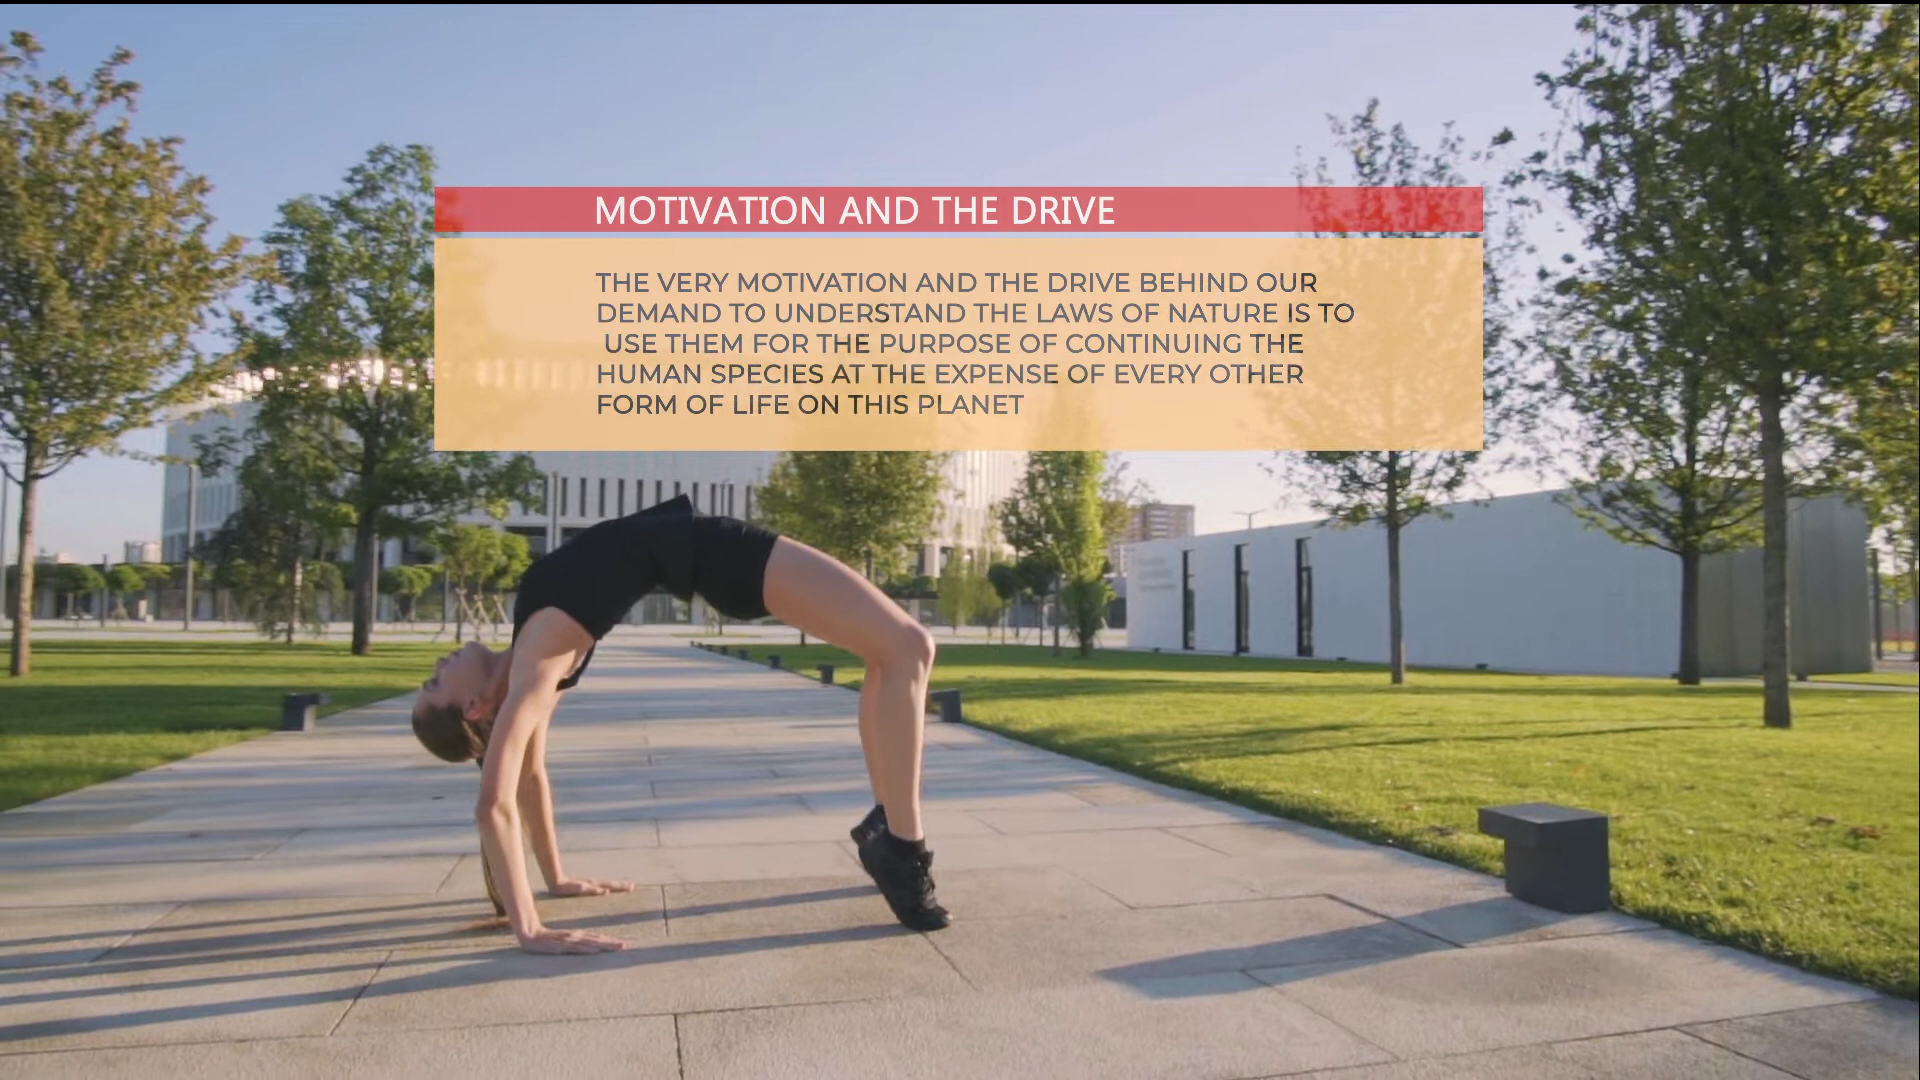 MOTIVATION AND THE DRIVE
THE VERY MOTIVATION AND THE DRIVE BEHIND OUR
DEMAND TO UNDERSTAND THE LAWS OF NATURE IS TO
USE THEM FOR THE PURPOSE OF CONTINUING THE
HUMAN SPECIES AT THE EXPENSE OF EVERY OTHER
FORM OF LIFE ON THIS PLANET